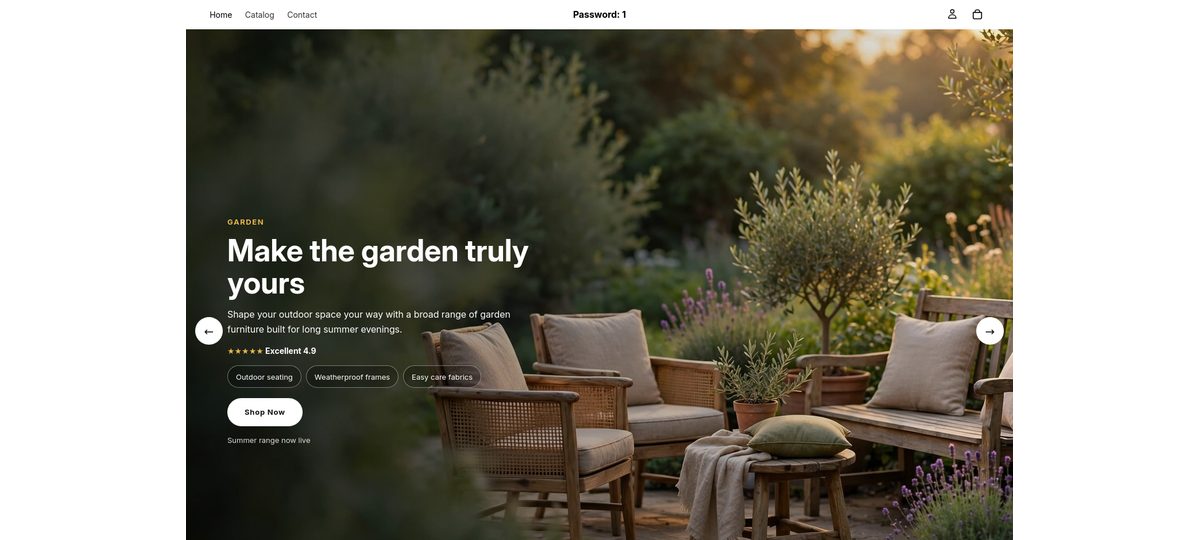 Home Catalog Contact Password: 1
GARDEN
Make the garden truly
yours
Shape your outdoor space your way with a broad range of garden
furniture built for long summer evenings.
← →
★★★★★ Excellent 4.9
Outdoor seating Weatherproof frames Easy care fabrics
Shop Now
Summer range now live